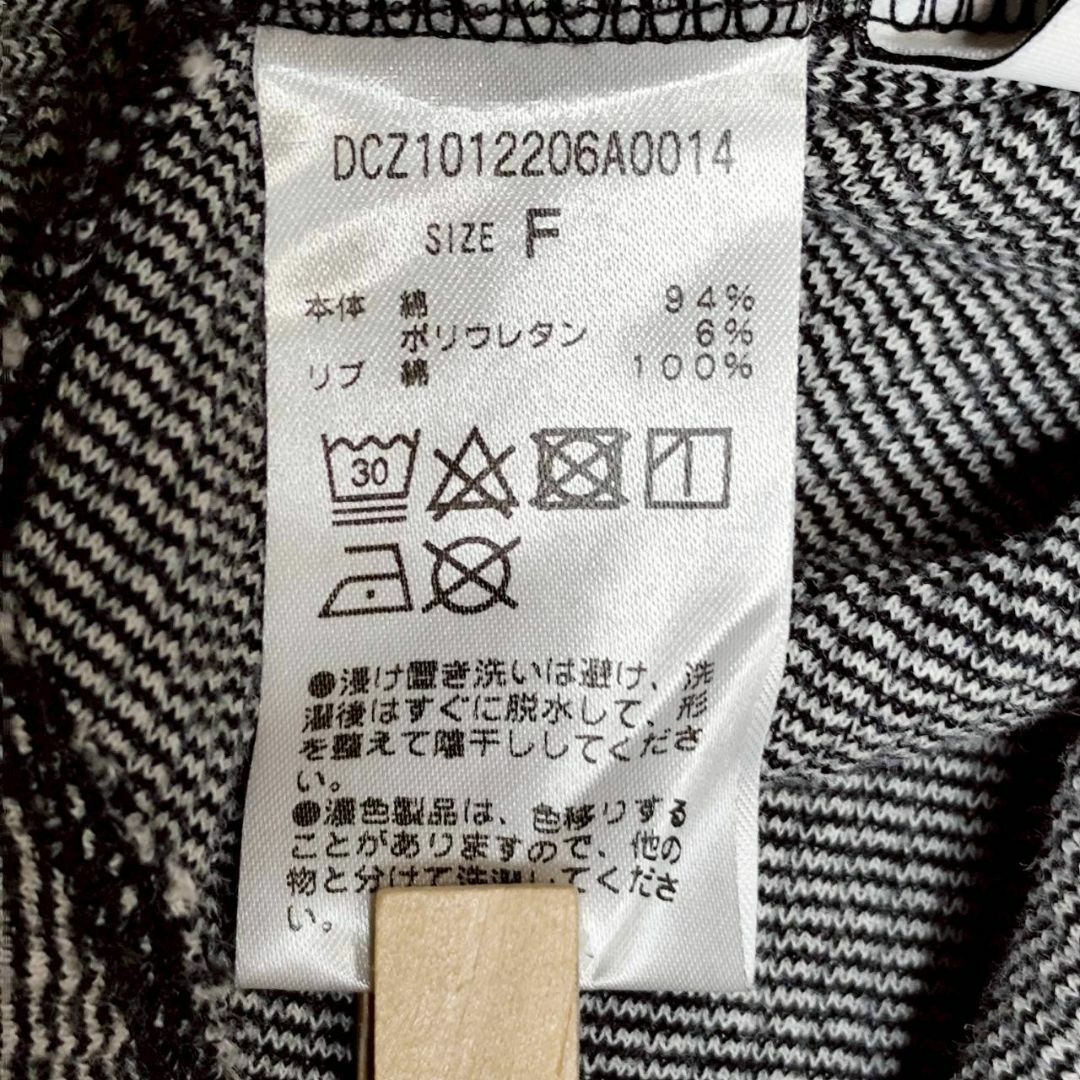 DCZ1012206A0014
SIZE F
本体 綿 94%
ポリウレタン 6%
リブ 綿 100%
30
●浸け置き洗いは避け、洗
濯後はすぐに脱水して、形
を整えて陰干ししてくださ
い。
●濃色製品は、色移りする
ことがありますので、他の
物と分けて洗濯してくださ
い。